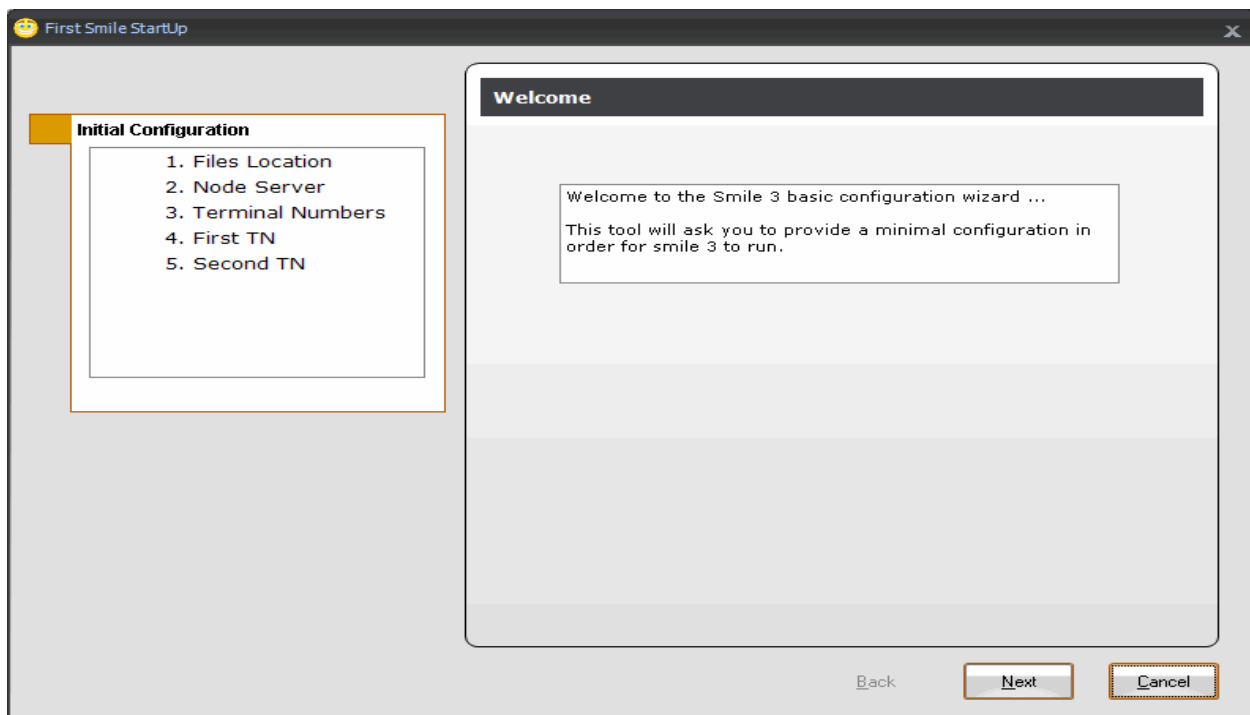 First Smile StartUp
x
Initial Configuration
1. Files Location
2. Node Server
3. Terminal Numbers
4. First TN
5. Second TN
Welcome
Welcome to the Smile 3 basic configuration wizard ...
This tool will ask you to provide a minimal configuration in
order for smile 3 to run.
Back
Next
Cancel